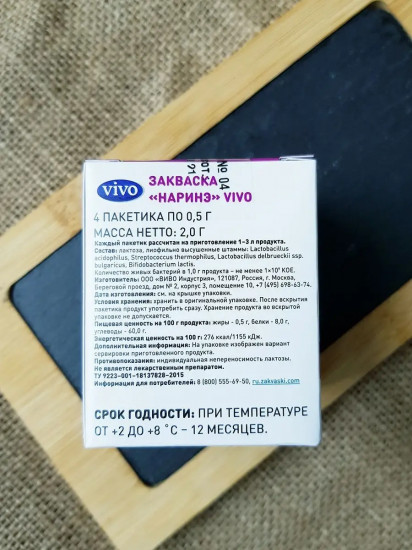 vivo
ЗАКВАСКА
«НАРИНЭ» VIVO
4 ПАКЕТИКА ПО 0,5 Г
МАССА НЕТТО: 2,0 Г
Каждый пакетик рассчитан на приготовление 1-3 л продукта.
Состав: лактоза, лиофильно высушенные штаммы: Lactobacillus
acidophilus, Streptococcus thermophilus, Lactobacillus delbrueckii ssp.
bulgaricus, Bifidobacterium lactis.
Количество живых бактерий в 1,0 г продукта – не менее КОЕ.
Изготовитель: ООО «ВИВО Индустрия», 121087, Россия, г. Москва,
Береговой проезд, дом № 2, корпус 3, помещение 10, +7 (495) 698-63-74.
Дата изготовления: см. на крышке упаковки.
Условия хранения: хранить в оригинальной упаковке. После вскрытия
пакетика продукт употребить сразу. Хранение продукта во вскрытой
упаковке не допускается.
Пищевая ценность на 100 г продукта: жиры - 0,5 г, белки - 8,0 г,
углеводы - 60,0 г.
Энергетическая ценность на 100 г: 276 ккал/1155 кДж.
Дополнительная информация: На упаковке изображен вариант
сервировки приготовленного продукта.
Противопоказания: индивидуальная непереносимость лактозы.
Не является лекарственным препаратом.
ТУ 9223-001-18137828-2015
Информация для потребителей: 8 (800) 555-69-50, ru.zakvaski.com
СРОК ГОДНОСТИ: ПРИ ТЕМПЕРАТУРЕ
ОТ +2 ДО +8 °С – 12 МЕСЯЦЕВ.
№ 04